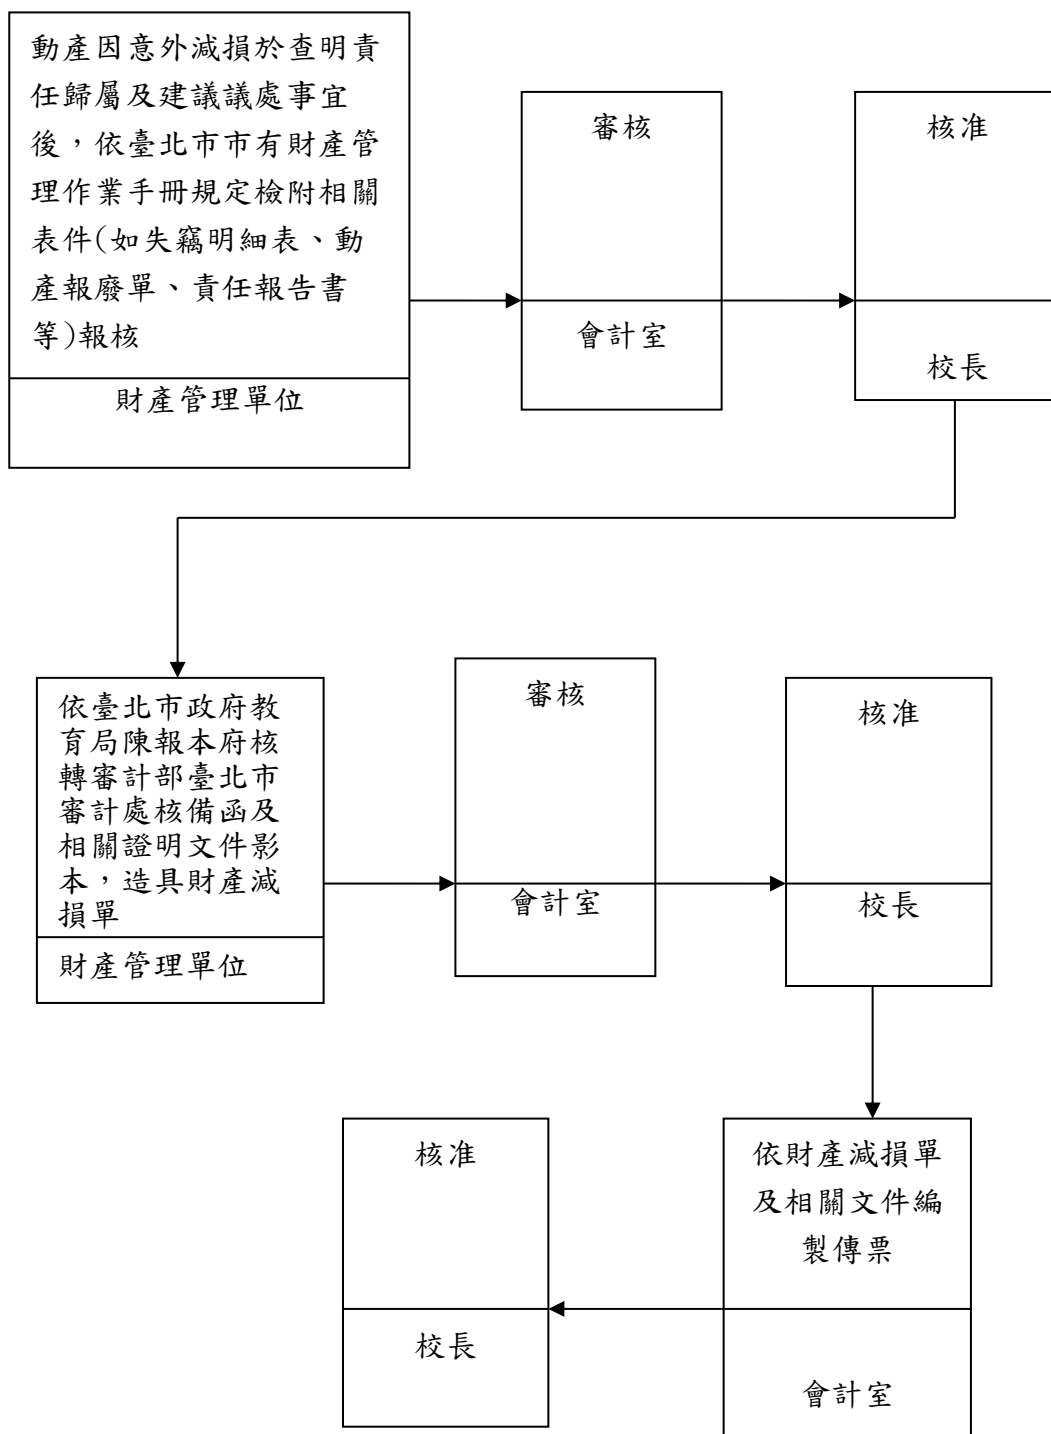 動產因意外減損於查明責
任歸屬及建議議處事宜
後，依臺北市市有財產管
理作業手冊規定檢附相關
表件(如失竊明細表、動
產報廢單、責任報告書
等)報核
財產管理單位
審核
會計室
核准
校長
依臺北市政府教
育局陳報本府核
轉審計部臺北市
審計處核備函及
相關證明文件影
本，造具財產減
損單
財產管理單位
審核
會計室
核准
校長
依財產減損單
及相關文件編
製傳票
會計室
核准
校長